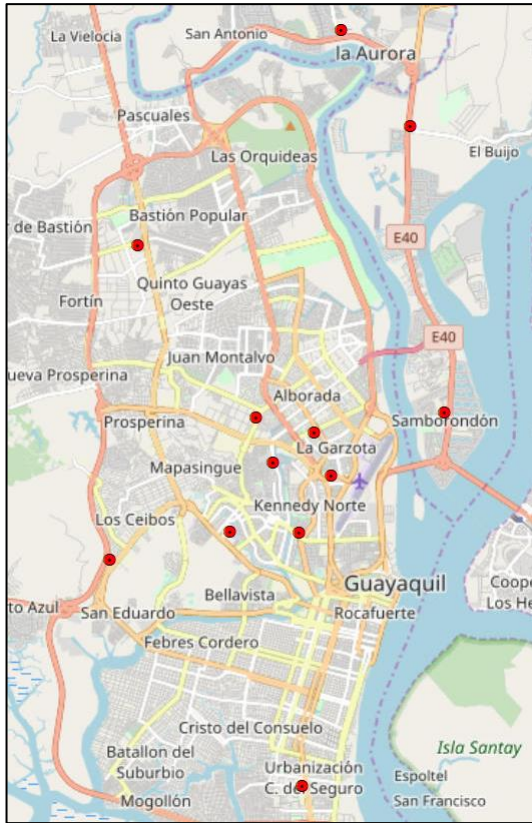 La Vielocia
San Antonio
la Aurora
Pascuales
Las Orquideas
El Buijo
Bastión Popular
r de Bastión
E40
Quinto Guayas
Oeste
Fortín
E40
Juan Montalvo
ueva Prosperina
Alborada
Prosperina
Samborondón
La Garzota
Mapasingue
Kennedy Norte
Los Ceibos
Guayaquil
Coope
Los He
Bellavista
to Azul
San Eduardo
Rocafuerte
Febres Cordero
Cristo del Consuelo
Isla Santay
Batallon del
Suburbio
Urbanización
C. del Seguro
Espoltel
Mogollón
San Francisco